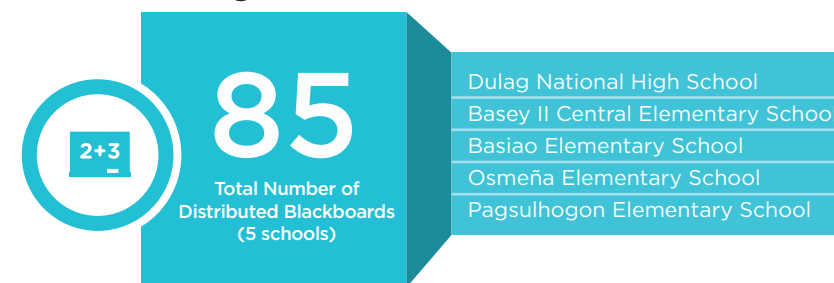 2+3
85
Total Number of
Distributed Blackboards
(5 schools)
Dulag National High School
Basey II Central Elementary School
Basiao Elementary School
Osmeña Elementary School
Pagsulhogon Elementary School